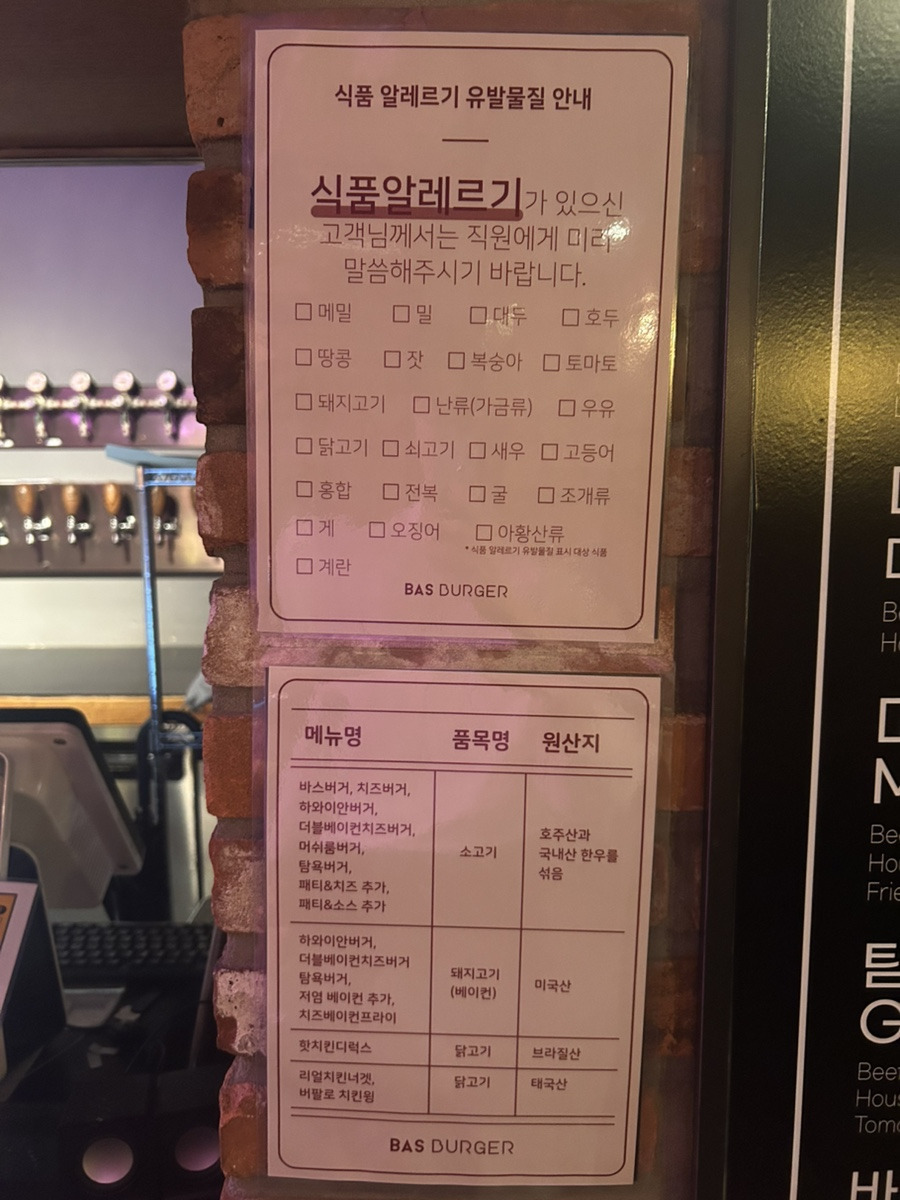 식품 알레르기 유발물질 안내
식품알레르기가 있으신
고객님께서는 직원에게 미리
말씀해주시기 바랍니다.
□ 메밀 □ 밀 □ 대두 □ 호두
□ 땅콩 □ 잣 □ 복숭아 □ 토마토
□ 돼지고기 □ 난류(가금류) □ 우유
□ 닭고기 □ 쇠고기 □ 새우 □ 고등어
□ 홍합 □ 전복 □ 굴 □ 조개류
□ 게 □ 오징어 □ 아황산류
* 식품 알레르기 유발물질 표시 대상 식품
□ 계란
BAS BURGER
메뉴명 품목명 원산지
바스버거, 치즈버거,
하와이안버거,
더블베이컨치즈버거,
머쉬룸버거,
탐욕버거,
패티&치즈 추가,
패티&소스 추가
소고기
호주산과
국내산 한우를
섞음
하와이안버거,
더블베이컨치즈버거
탐욕버거,
저염 베이컨 추가,
치즈베이컨프라이
돼지고기
(베이컨)
미국산
핫치킨디럭스 닭고기 브라질산
리얼치킨너겟,
버팔로 치킨윙
닭고기 태국산
BAS BURGER